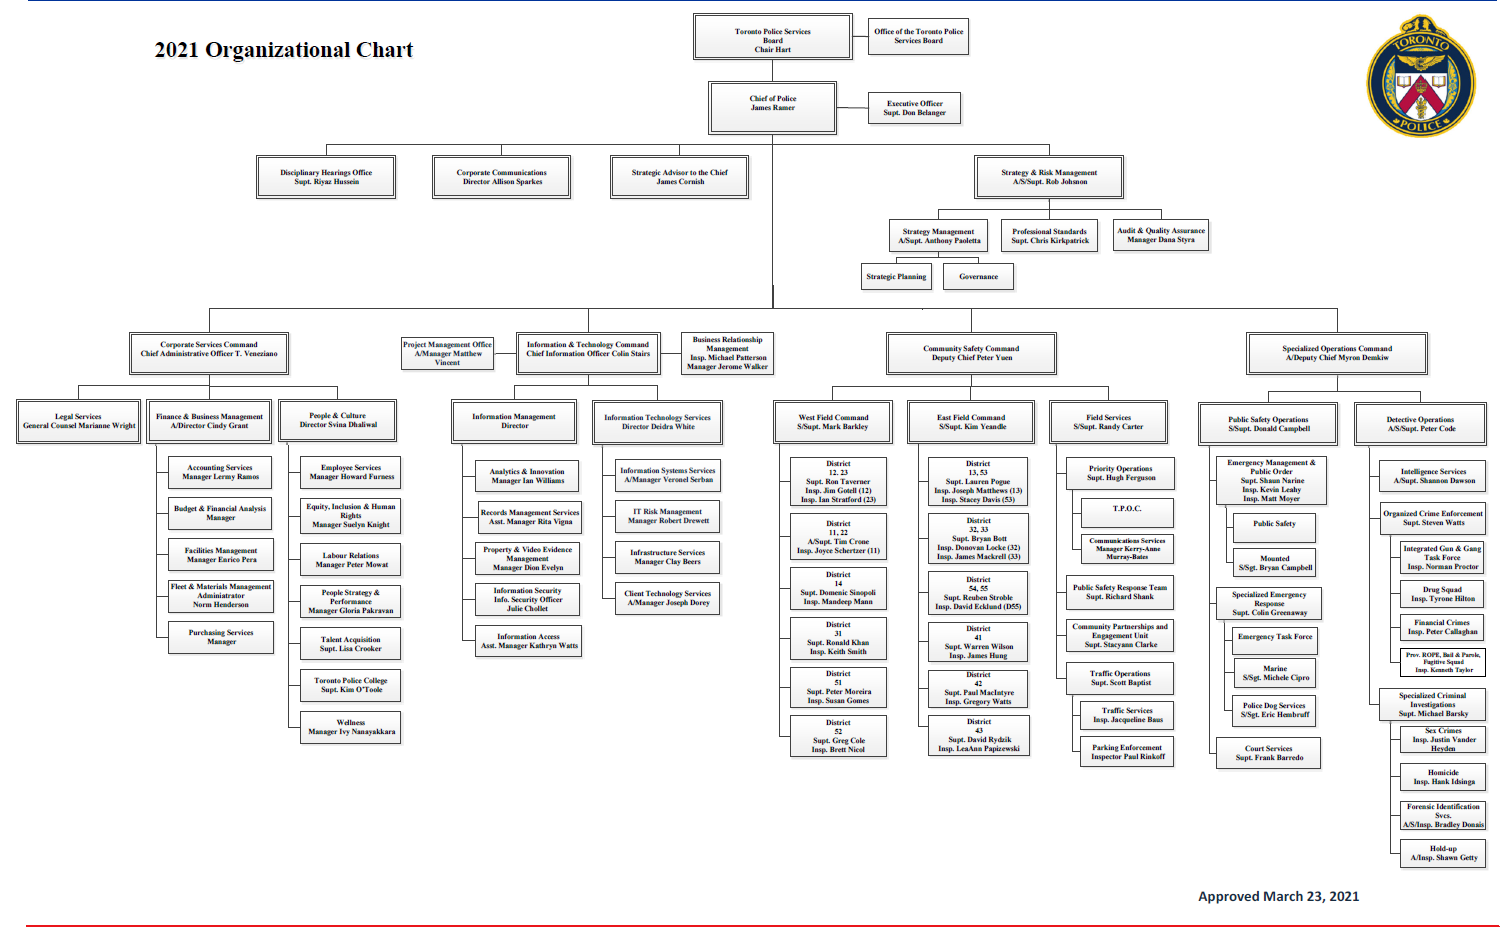 2021 Organizational Chart
Toronto Police Services
Board
Chair Hart
Office of the Toronto Police
Services Board
TORONTO
POLICE
Chief of Police
James Ramer
Executive Officer
Supt. Don Belanger
Disciplinary Hearings Office
Supt. Riyaz Hussein
Corporate Communications
Director Allison Sparkes
Strategic Advisor to the Chief
James Cornish
Strategy & Risk Management
A/S/Supt. Rob Johsnon
Strategy Management
A/Supt. Anthony Paoletta
Professional Standards
Supt. Chris Kirkpatrick
Audit & Quality Assurance
Manager Dana Styra
Strategic Planning
Governance
Corporate Services Command
Chief Administrative Officer T. Veneziano
Project Management Office
A/Manager Matthew
Vincent
Information & Technology Command
Chief Information Officer Colin Stairs
Business Relationship
Management
Insp. Michael Patterson
Manager Jerome Walker
Community Safety Command
Deputy Chief Peter Yuen
Specialized Operations Command
A/Deputy Chief Myron Demkiw
Legal Services
General Counsel Marianne Wright
Finance & Business Management
A/Director Cindy Grant
People & Culture
Director Svina Dhaliwal
Information Management
Director
Information Technology Services
Director Deidra White
West Field Command
S/Supt. Mark Barkley
East Field Command
S/Supt. Kim Yeandle
Field Services
S/Supt. Randy Carter
Public Safety Operations
S/Supt. Donald Campbell
Detective Operations
A/S/Supt. Peter Code
Accounting Services
Manager Lermy Ramos
Budget & Financial Analysis
Manager
Facilities Management
Manager Enrico Pera
Fleet & Materials Management
Adminiatrator
Norm Henderson
Purchasing Services
Manager
Employee Services
Manager Howard Furness
Equity, Inclusion & Human
Rights
Manager Suelyn Knight
Labour Relations
Manager Peter Mowat
People Strategy &
Performance
Manager Gloria Pakravan
Talent Acquisition
Supt. Lisa Crooker
Toronto Police College
Supt. Kim O'Toole
Wellness
Manager Ivy Nanayakkara
Analytics & Innovation
Manager Ian Williams
Records Management Services
Asst. Manager Rita Vigna
Property & Video Evidence
Management
Manager Dion Evelyn
Information Security
Info. Security Officer
Julie Chollet
Information Access
Asst. Manager Kathryn Watts
Information Systems Services
A/Manager Veronel Serban
IT Risk Management
Manager Robert Drewett
Infrastructure Services
Manager Clay Beers
Client Technology Services
A/Manager Joseph Dorey
District
12, 23
Supt. Ron Taverner
Insp. Jim Gotell (12)
Insp. Ian Stratford (23)
District
11, 22
A/Supt. Tim Crone
Insp. Joyce Schertzer (11)
District
14
Supt. Domenic Sinopoli
Insp. Mandeep Mann
District
31
Supt. Ronald Khan
Insp. Keith Smith
District
51
Supt. Peter Moreira
Insp. Susan Gomes
District
52
Supt. Greg Cole
Insp. Brett Nicol
District
13, 53
Supt. Lauren Pogue
Insp. Joseph Matthews (13)
Insp. Stacey Davis (53)
District
32, 33
Supt. Bryan Bott
Insp. Donovan Locke (32)
Insp. James Mackrell (33)
District
54, 55
Supt. Reuben Stroble
Insp. David Ecklund (D55)
District
41
Supt. Warren Wilson
Insp. James Hung
District
42
Supt. Paul MacIntyre
Insp. Gregory Watts
District
43
Supt. David Rydzik
Insp. LeaAnn Papizewski
Priority Operations
Supt. Hugh Ferguson
T.P.O.C.
Communications Services
Manager Kerry-Anne
Murray-Bates
Public Safety Response Team
Supt. Richard Shank
Community Partnerships and
Engagement Unit
Supt. Stacyann Clarke
Traffic Operations
Supt. Scott Baptist
Traffic Services
Insp. Jacqueline Baus
Parking Enforcement
Inspector Paul Rinkoff
Emergency Management &
Public Order
Supt. Shaun Narine
Insp. Kevin Leahy
Insp. Matt Moyer
Public Safety
Mounted
S/Sgt. Bryan Campbell
Specialized Emergency
Response
Supt. Colin Greenaway
Emergency Task Force
Marine
S/Sgt. Michele Cipro
Police Dog Services
S/Sgt. Eric Hembruff
Court Services
Supt. Frank Barredo
Intelligence Services
A/Supt. Shannon Dawson
Organized Crime Enforcement
Supt. Steven Watts
Integrated Gun & Gang
Task Force
Insp. Norman Proctor
Drug Squad
Insp. Tyrone Hilton
Financial Crimes
Insp. Peter Callaghan
Prov. ROPE, Bail & Parole,
Fugitive Squad
Insp. Kenneth Taylor
Specialized Criminal
Investigations
Supt. Michael Barsky
Sex Crimes
Insp. Justin Vander
Heyden
Homicide
Insp. Hank Idsinga
Forensic Identification
Svcs.
A/S/Insp. Bradley Donais
Hold-up
A/Insp. Shawn Getty
Approved March 23, 2021